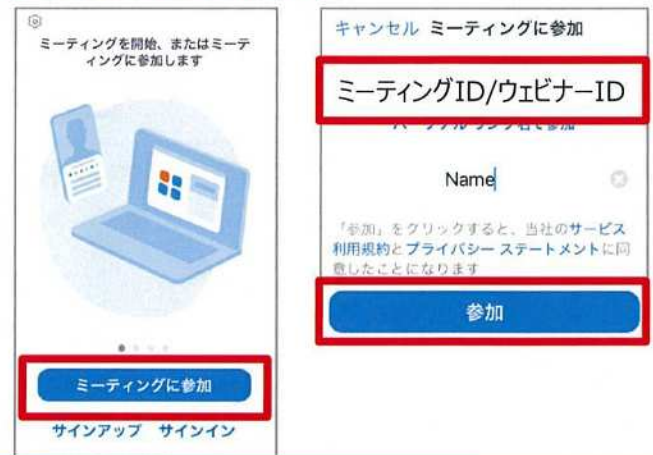 ミーティングを開始、またはミーテ
ィングに参加します
ミーティングに参加
サインアップ サインイン
キャンセル ミーティングに参加
ミーティングID/ウェビナーID
Name
「参加」をクリックすると、当社のサービス
利用規約とプライバシー ステートメントに同
意したことになります
参加